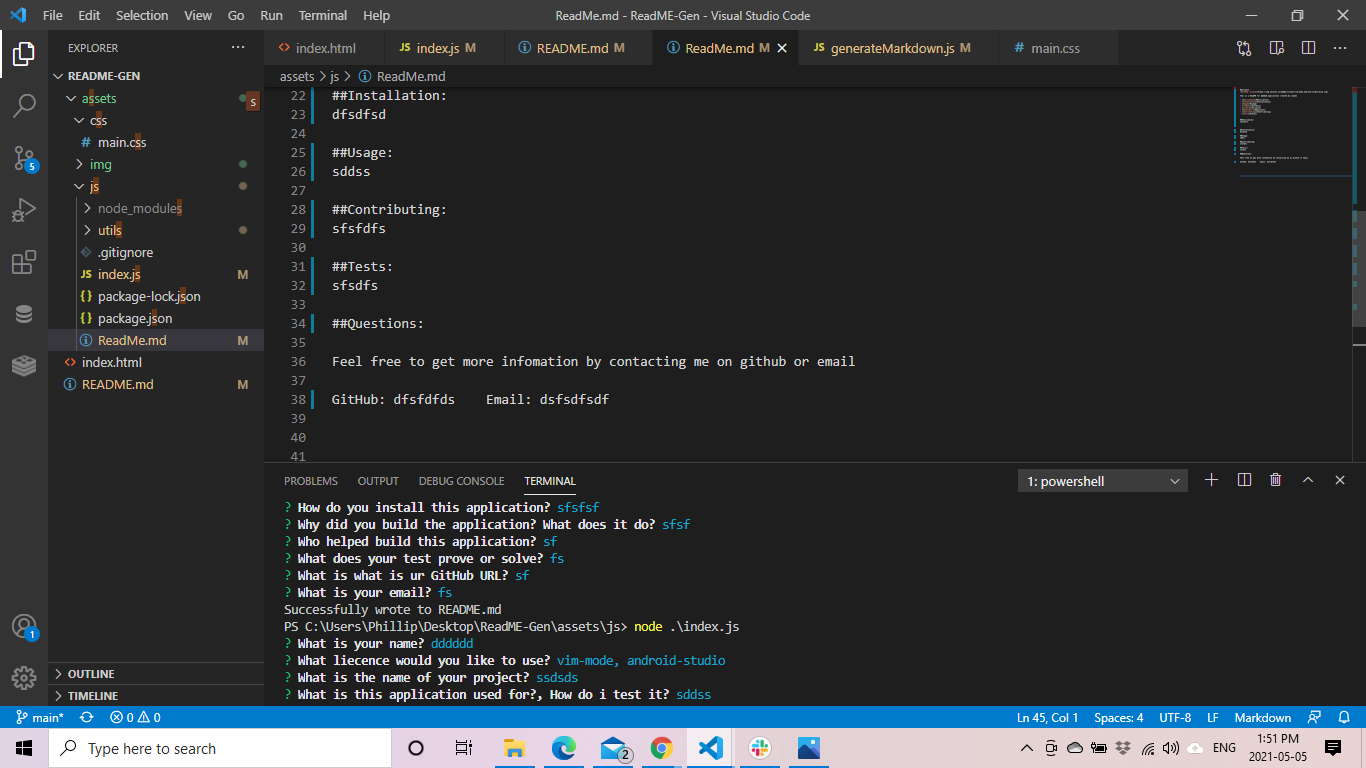 File Edit Selection View Go Run Terminal Help ReadMe.md - ReadME-Gen - Visual Studio Code
EXPLORER
index.html
JS index.js M
README.md M
ReadMe.md M
JS generateMarkdown.js M
# main.css
README-GEN
assets
s
css
# main.css
img
js
node_modules
utils
.gitignore
JS index.js M
{} package-lock.json
{} package.json
ReadMe.md M
index.html
README.md M
OUTLINE
TIMELINE
5
1
assets > js > ReadMe.md
22 ##Installation:
23 dfsdfsd
24
25 ##Usage:
26 sddss
27
28 ##Contributing:
29 sfsfdfs
30
31 ##Tests:
32 sfsdfs
33
34 ##Questions:
35
36 Feel free to get more infomation by contacting me on github or email
37
38 GitHub: dfsfdfds Email: dsfsdfsdf
39
40
41
PROBLEMS OUTPUT DEBUG CONSOLE TERMINAL 1: powershell
? How do you install this application? sfsfsf
? Why did you build the application? What does it do? sfsf
? Who helped build this application? sf
? What does your test prove or solve? fs
? What is what is ur GitHub URL? sf
? What is your email? fs
Successfully wrote to README.md
PS C:\Users\Phillip\Desktop\ReadME-Gen\assets\js> node .\index.js
? What is your name? dddddd
? What liecence would you like to use? vim-mode, android-studio
? What is the name of your project? ssdsds
? What is this application used for?, How do i test it? sddss
main* 0 0 Ln 45, Col 1 Spaces: 4 UTF-8 LF Markdown
Type here to search
2
ENG
1:51 PM
2021-05-05